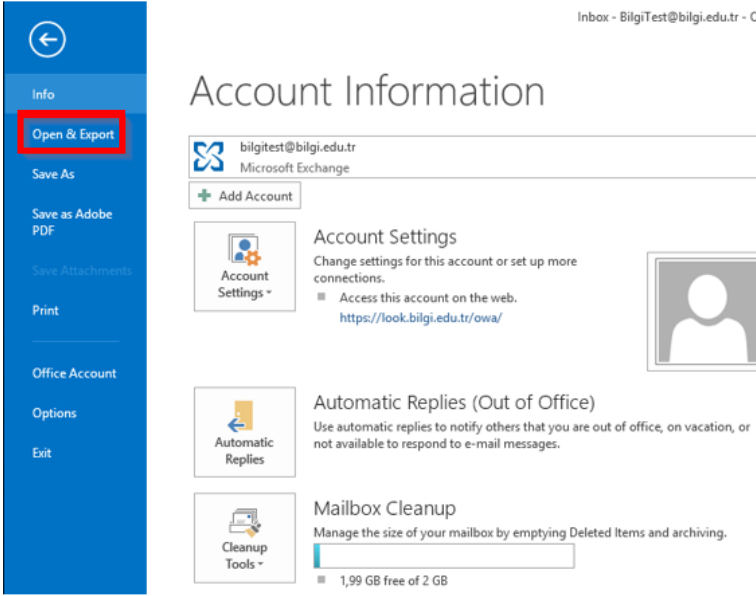 Inbox - BilgiTest@bilgi.edu.tr - 
Info
Open & Export
Save As
Save as Adobe
PDF
Save Attachments
Print
Office Account
Options
Exit
Account Information
bilgitest@bilgi.edu.tr
Microsoft Exchange
Add Account
Account
Settings
Account Settings
Change settings for this account or set up more
connections.
Access this account on the web.
https://look.bilgi.edu.tr/owa/
Automatic
Replies
Automatic Replies (Out of Office)
Use automatic replies to notify others that you are out of office, on vacation, or
not available to respond to e-mail messages.
Cleanup
Tools
Mailbox Cleanup
Manage the size of your mailbox by emptying Deleted Items and archiving.
1,99 GB free of 2 GB